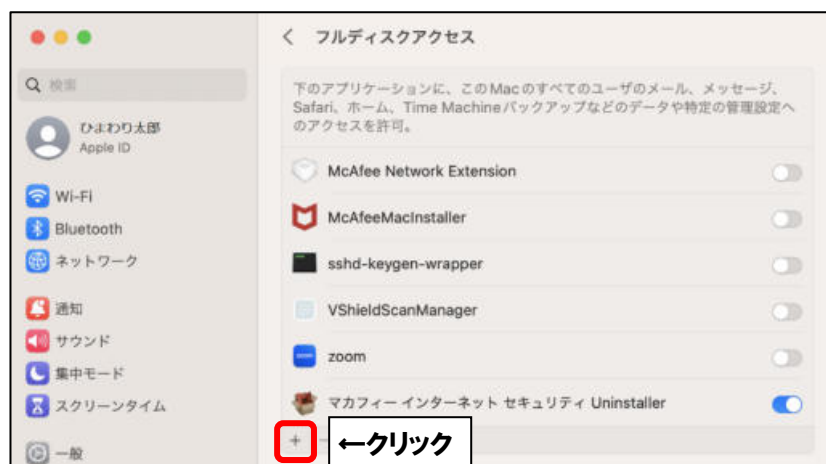 フルディスクアクセス
検索
ひまわり太郎
Apple ID
Wi-Fi
Bluetooth
ネットワーク
通知
サウンド
集中モード
スクリーンタイム
一般
下のアプリケーションに、このMacのすべてのユーザのメール、メッセージ、
Safari、ホーム、Time Machineバックアップなどのデータや特定の管理設定へ
のアクセスを許可。
McAfee Network Extension
McAfeeMacInstaller
sshd-keygen-wrapper
VShieldScanManager
zoom
マカフィー インターネット セキュリティ Uninstaller
+
←クリック